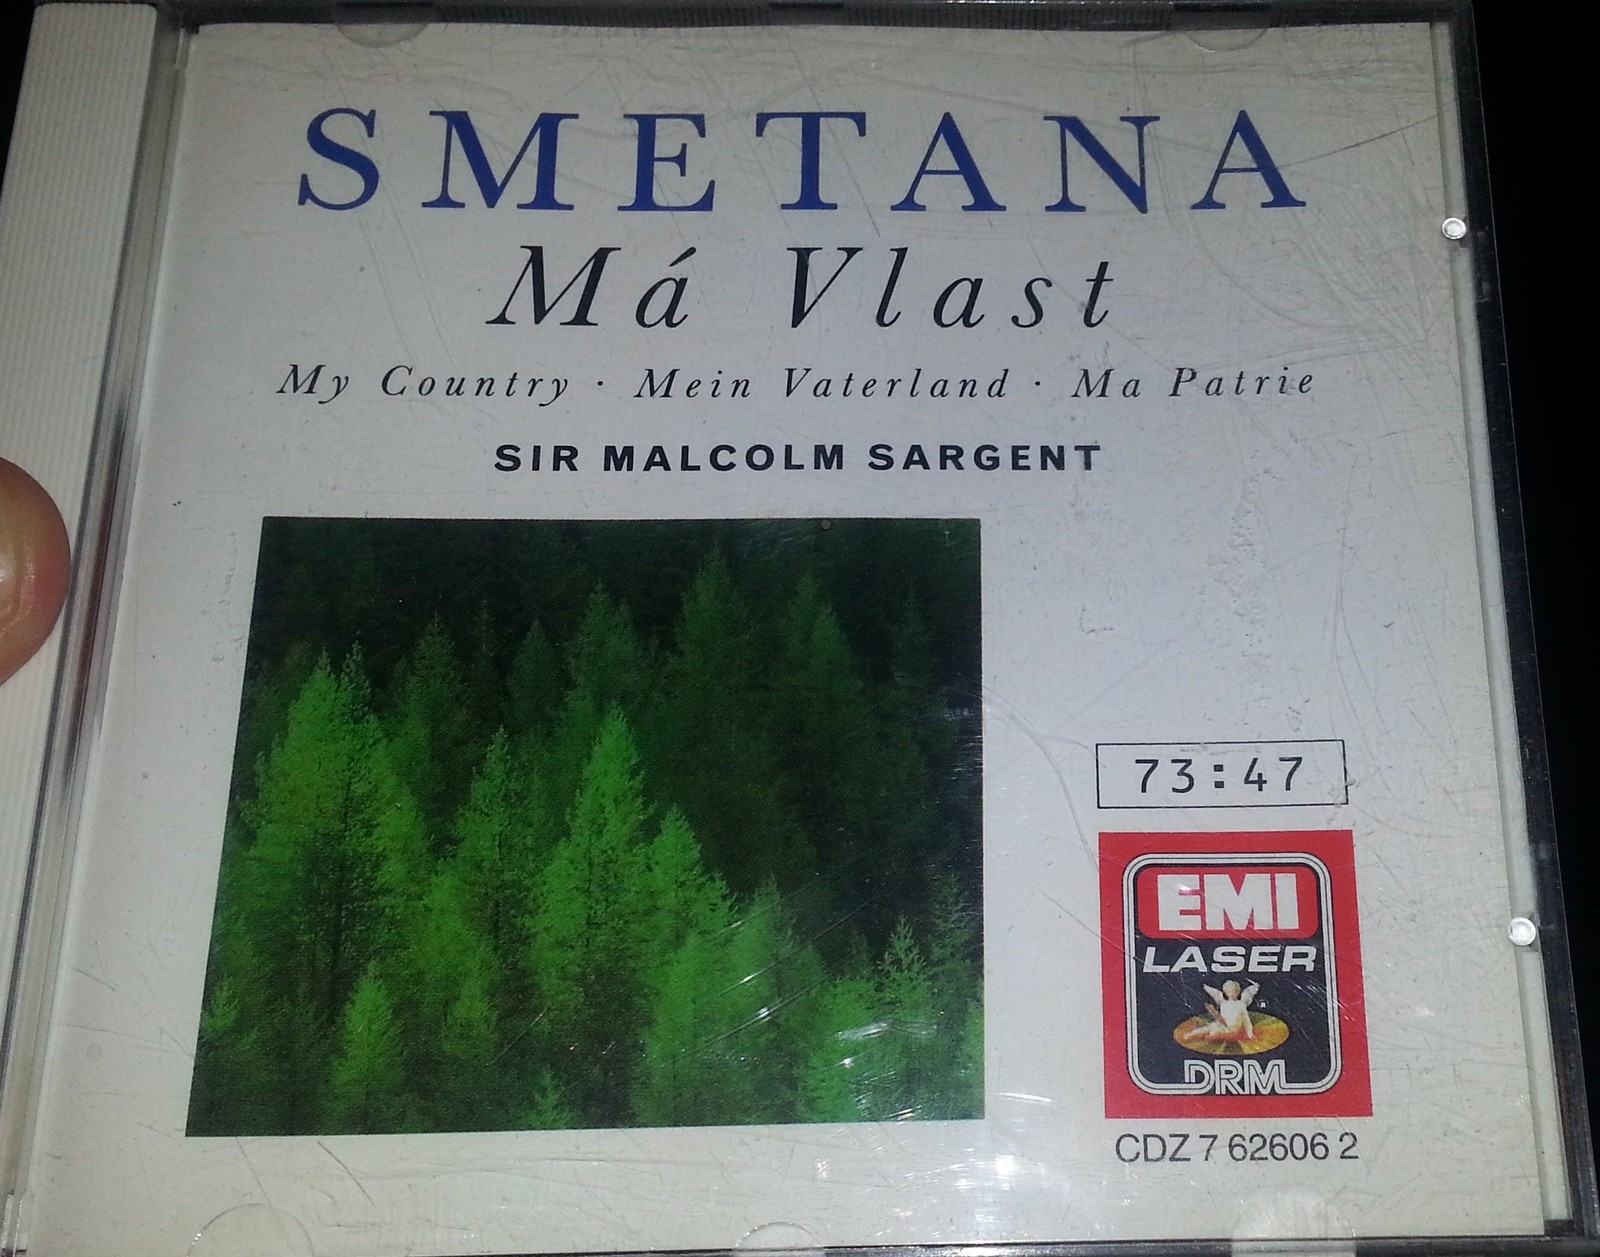 SMETANA
Má Vlast
My Country · Mein Vaterland · Ma Patrie
SIR MALCOLM SARGENT
73:47
EMI
LASER
DRM
CDZ 7 62606 2